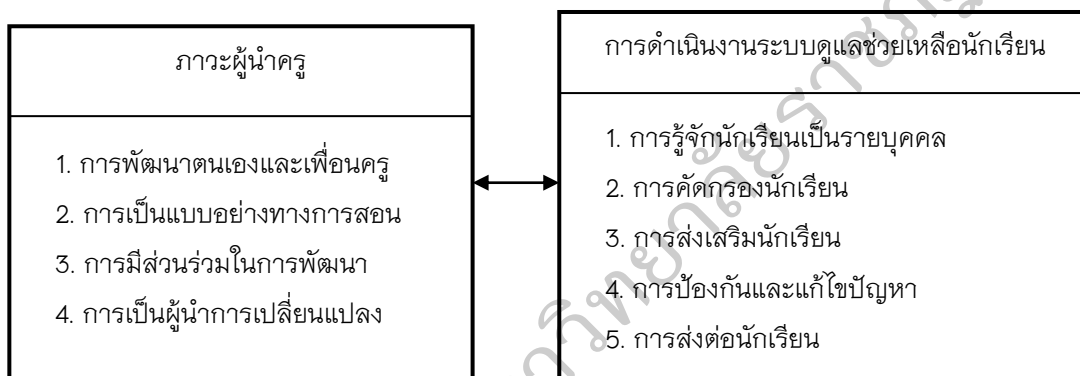 ภาวะผู้นำครู
1. การพัฒนาตนเองและเพื่อนครู
2. การเป็นแบบอย่างทางการสอน
3. การมีส่วนร่วมในการพัฒนา
4. การเป็นผู้นำการเปลี่ยนแปลง
การดำเนินงานระบบดูแลช่วยเหลือนักเรียน
1. การรู้จักนักเรียนเป็นรายบุคคล
2. การคัดกรองนักเรียน
3. การส่งเสริมนักเรียน
4. การป้องกันและแก้ไขปัญหา
5. การส่งต่อนักเรียน